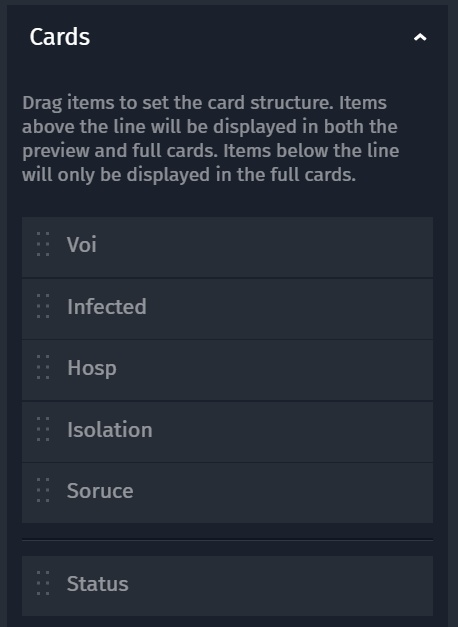 Cards
Drag items to set the card structure. Items
above the line will be displayed in both the
preview and full cards. Items below the line
will only be displayed in the full cards.
Voi
Infected
Hosp
Isolation
Soruce
Status